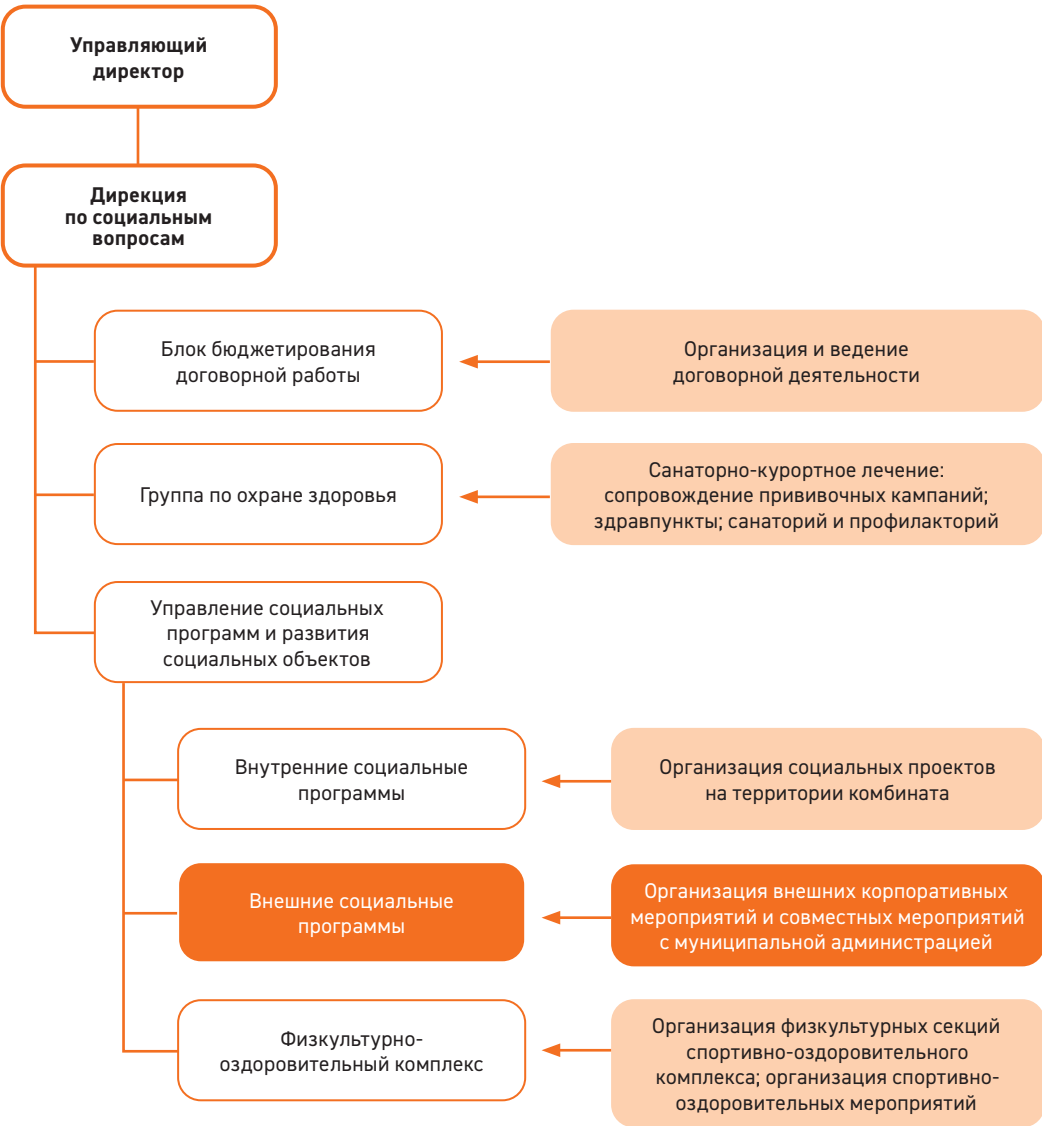 Управляющий
директор
Дирекция
по социальным
вопросам
Блок бюджетирования
договорной работы
Организация и ведение
договорной деятельности
Группа по охране здоровья
Санаторно-курортное лечение:
сопровождение прививочных кампаний;
здравпункты; санаторий и профилакторий
Управление социальных
программ и развития
социальных объектов
Внутренние социальные
программы
Организация социальных проектов
на территории комбината
Внешние социальные
программы
Организация внешних корпоративных
мероприятий и совместных мероприятий
с муниципальной администрацией
Физкультурно-
оздоровительный комплекс
Организация физкультурных секций
спортивно-оздоровительного
комплекса; организация спортивно-
оздоровительных мероприятий